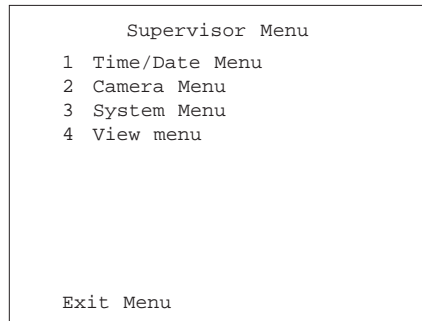 Supervisor Menu
1 Time/Date Menu
2 Camera Menu
3 System Menu
4 View menu
Exit Menu